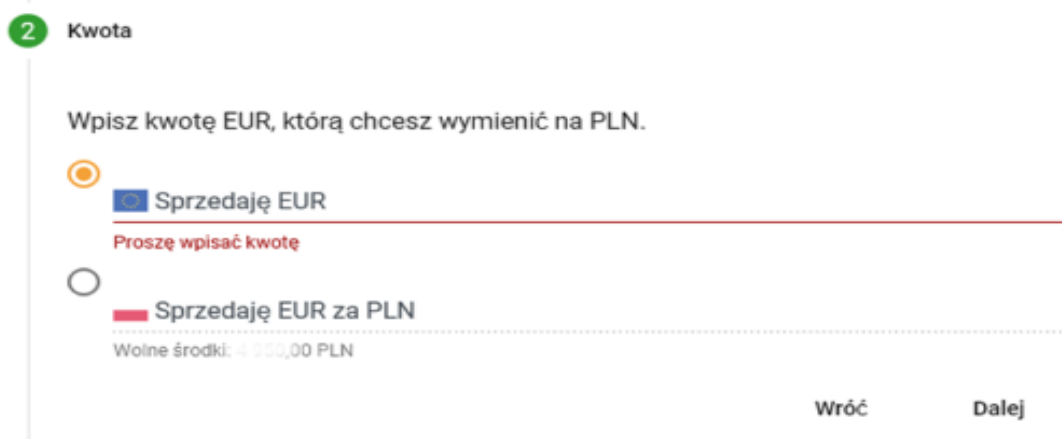 2 Kwota
Wpisz kwotę EUR, którą chcesz wymienić na PLN.
Sprzedaję EUR
Proszę wpisać kwotę
Sprzedaję EUR za PLN
Wolne środki: ,00 PLN
Wróć Dalej